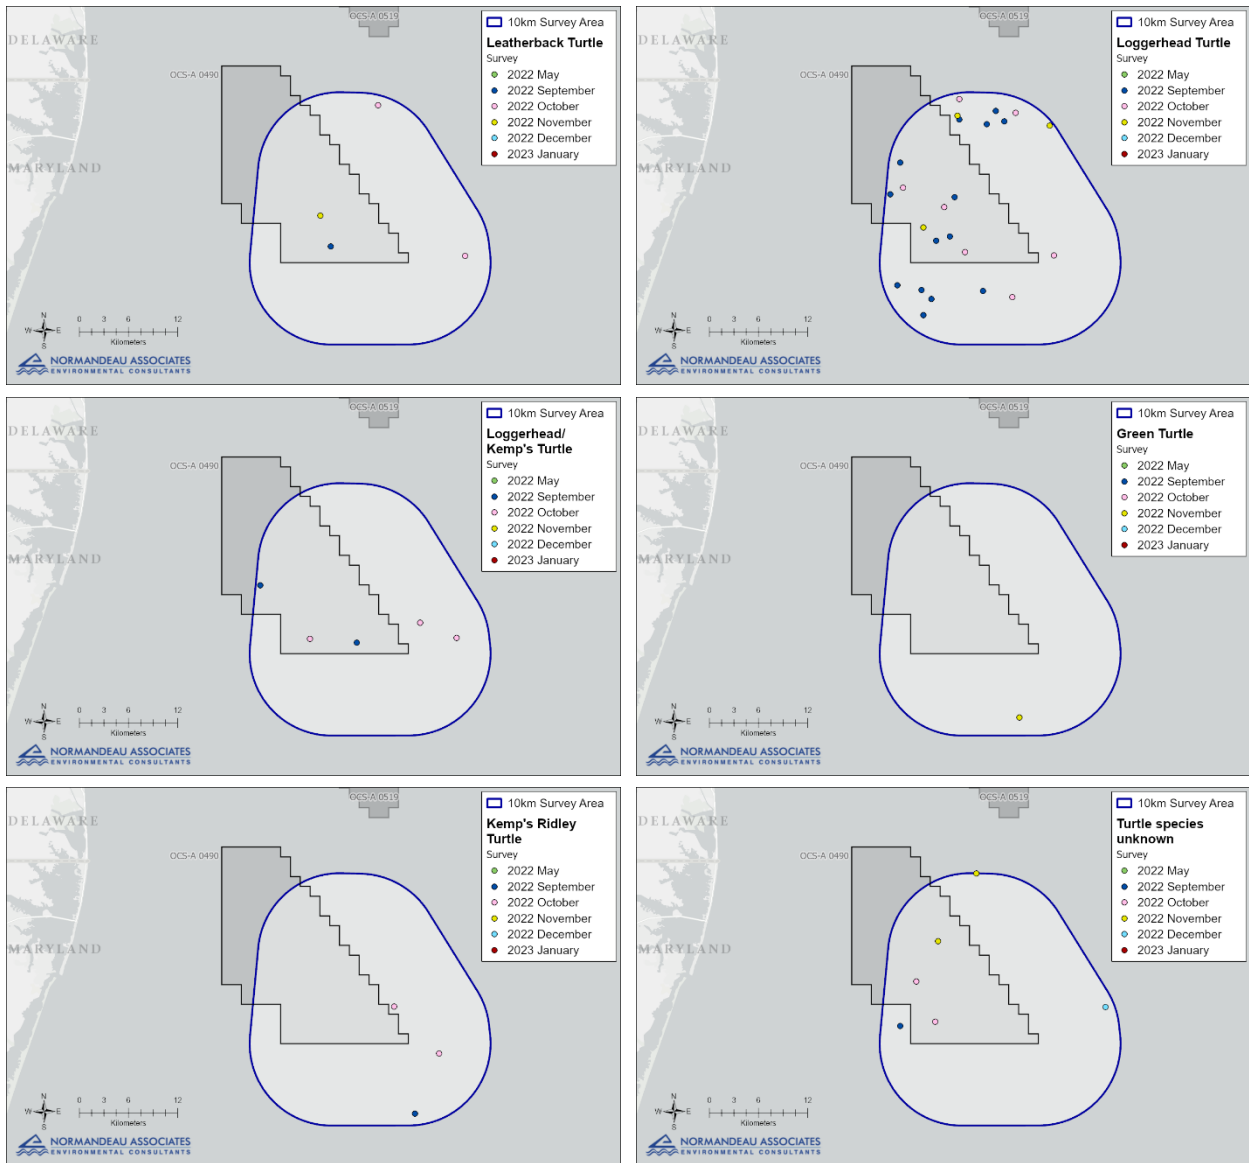 OCS-A 0519
DELAWARE
OCS-A 0490
MARYLAND
10km Survey Area
Leatherback Turtle
Survey
2022 May
2022 September
2022 October
2022 November
2022 December
2023 January
N
W E
S
0 3 6 12
Kilometers
NORMANDEAU ASSOCIATES
ENVIRONMENTAL CONSULTANTS
OCS-A 0519
DELAWARE
OCS-A 0490
MARYLAND
10km Survey Area
Loggerhead Turtle
Survey
2022 May
2022 September
2022 October
2022 November
2022 December
2023 January
N
W E
S
0 3 6 12
Kilometers
NORMANDEAU ASSOCIATES
ENVIRONMENTAL CONSULTANTS
OCS-A 0519
DELAWARE
OCS-A 0490
MARYLAND
10km Survey Area
Loggerhead/
Kemp's Turtle
Survey
2022 May
2022 September
2022 October
2022 November
2022 December
2023 January
N
W E
S
0 3 6 12
Kilometers
NORMANDEAU ASSOCIATES
ENVIRONMENTAL CONSULTANTS
OCS-A 0519
DELAWARE
OCS-A 0490
MARYLAND
10km Survey Area
Green Turtle
Survey
2022 May
2022 September
2022 October
2022 November
2022 December
2023 January
N
W E
S
0 3 6 12
Kilometers
NORMANDEAU ASSOCIATES
ENVIRONMENTAL CONSULTANTS
OCS-A 0519
DELAWARE
OCS-A 0490
MARYLAND
10km Survey Area
Kemp's Ridley
Turtle
Survey
2022 May
2022 September
2022 October
2022 November
2022 December
2023 January
N
W E
S
0 3 6 12
Kilometers
NORMANDEAU ASSOCIATES
ENVIRONMENTAL CONSULTANTS
OCS-A 0519
DELAWARE
OCS-A 0490
MARYLAND
10km Survey Area
Turtle species
unknown
Survey
2022 May
2022 September
2022 October
2022 November
2022 December
2023 January
N
W E
S
0 3 6 12
Kilometers
NORMANDEAU ASSOCIATES
ENVIRONMENTAL CONSULTANTS